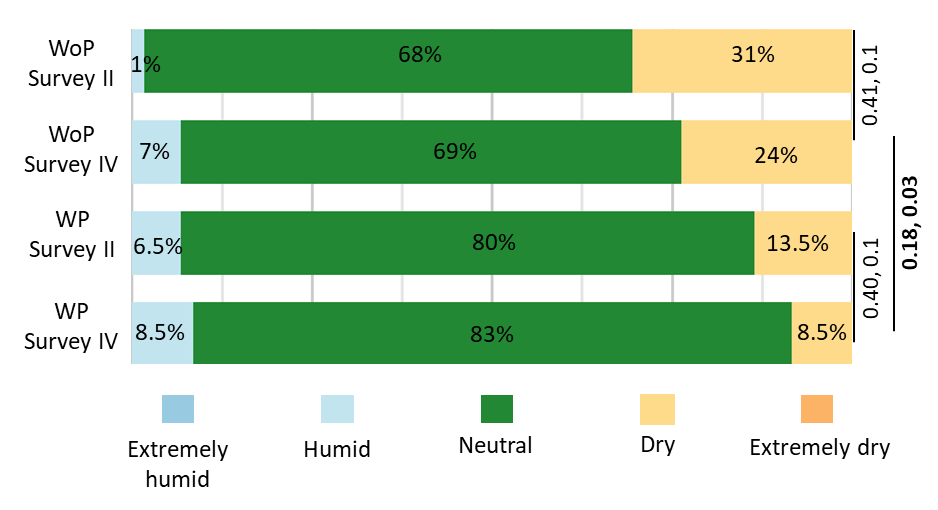 WoP
Survey II
1%
68%
31%
WoP
Survey IV
7%
69%
24%
0.41, 0.1
WP
Survey II
6.5%
80%
13.5%
WP
Survey IV
8.5%
83%
8.5%
0.40, 0.1
0.18, 0.03
Extremely
humid
Humid
Neutral
Dry
Extremely dry